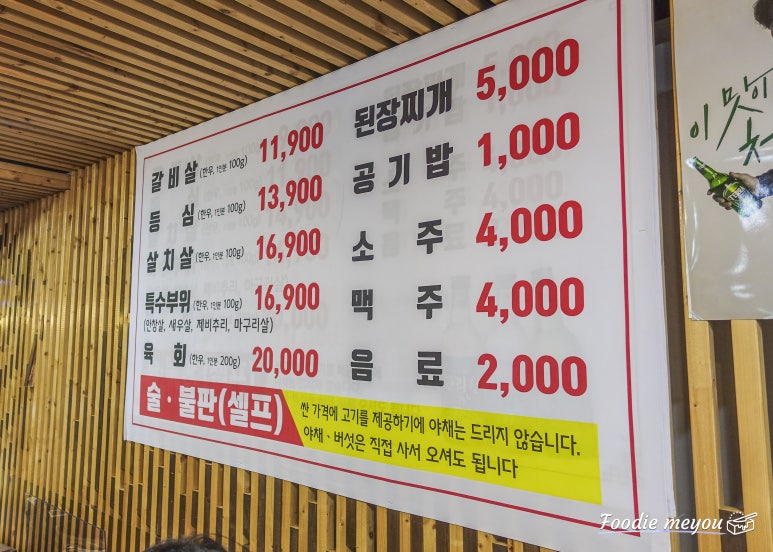 갈비살 (한우, 1인분 100g) 11,900
등 심 (한우, 1인분 100g) 13,900
살치살 (한우, 1인분 100g) 16,900
특수부위 (한우, 1인분 100g) 16,900
(안창살, 새우살, 제비추리, 마구리살)
육 회 (한우, 1인분 200g) 20,000
된장찌개 5,000
공기밥 1,000
소 주 4,000
맥 주 4,000
음 료 2,000
술·불판(셀프)
싼 가격에 고기를 제공하기에 야채는 드리지 않습니다.
야채·버섯은 직접 사서 오셔도 됩니다
이 맛이
Foodie meyou